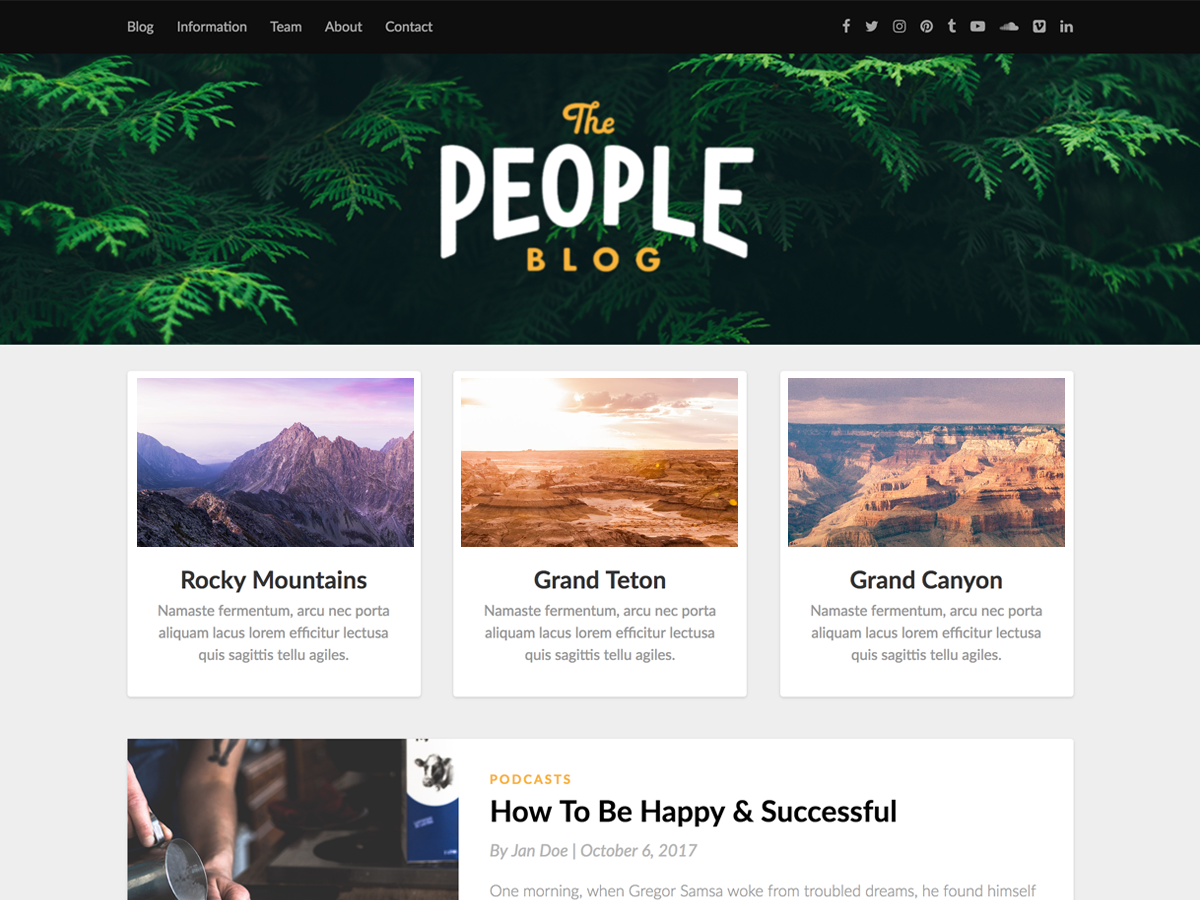 Blog Information Team About Contact
The
PEOPLE
BLOG
Rocky Mountains
Namaste fermentum, arcu nec porta
aliquam lacus lorem efficitur lectusa
quis sagittis tellu agiles.
Grand Teton
Namaste fermentum, arcu nec porta
aliquam lacus lorem efficitur lectusa
quis sagittis tellu agiles.
Grand Canyon
Namaste fermentum, arcu nec porta
aliquam lacus lorem efficitur lectusa
quis sagittis tellu agiles.
PODCASTS
How To Be Happy & Successful
By Jan Doe | October 6, 2017
One morning, when Gregor Samsa woke from troubled dreams, he found himself